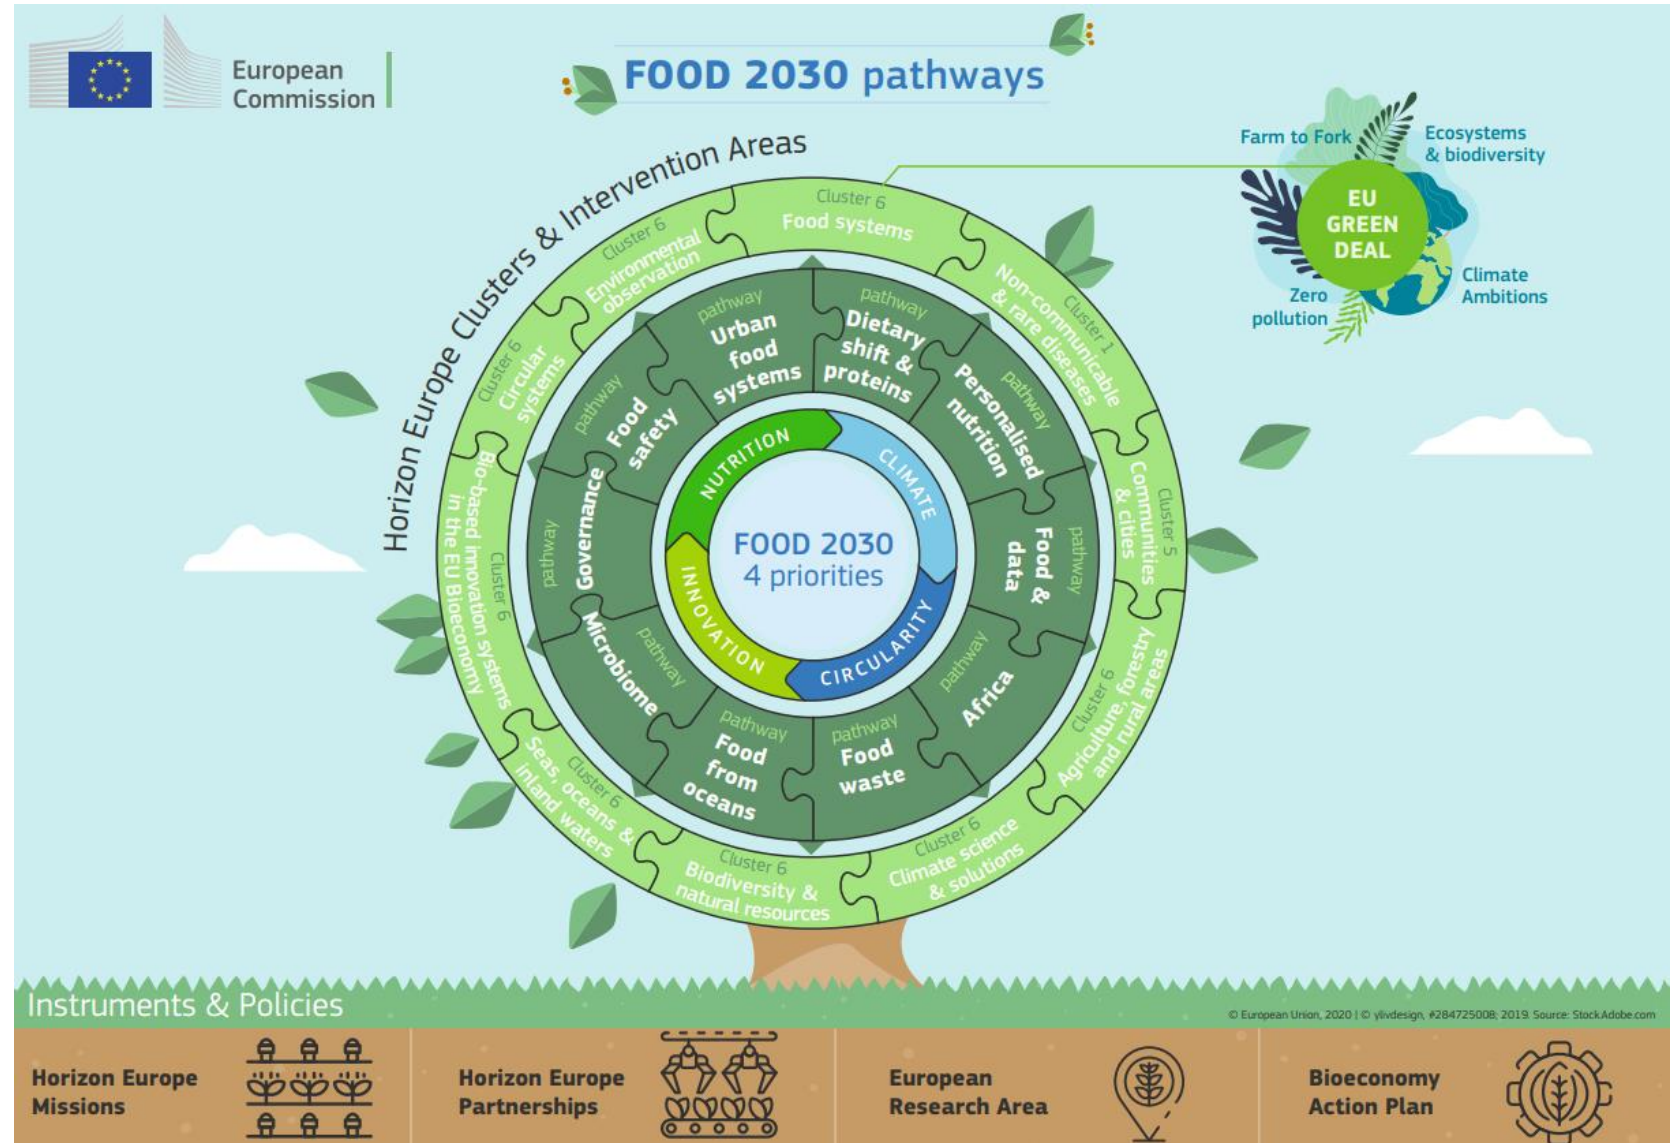 European
Commission
FOOD 2030 pathways
Horizon Europe Clusters & Intervention Areas
Farm to Fork
Ecosystems
& biodiversity
EU
GREEN
DEAL
Climate
Ambitions
Zero
pollution
Cluster 6
Food systems
Cluster 1
Non-communicable
& rare diseases
Cluster 5
Communities
& cities
Cluster 6
Agriculture, forestry
and rural areas
Cluster 6
Climate science
& solutions
Cluster 6
Biodiversity &
natural resources
Cluster 6
Seas, oceans &
inland waters
Cluster 6
Bio-based innovation systems
in the EU Bioeconomy
Cluster 6
Circular
systems
Cluster 6
Environmental
observation
pathway
Dietary
shift &
proteins
pathway
Personalised
nutrition
pathway
Food &
data
pathway
Africa
pathway
Food
waste
pathway
Food
from
oceans
pathway
Microbiome
pathway
Governance
pathway
Food
safety
pathway
Urban
food
systems
NUTRITION
CLIMATE
CIRCULARITY
INNOVATION
FOOD 2030
4 priorities
Instruments & Policies
© European Union, 2020 | © ylivdesign, #284725008; 2019. Source: StockAdobe.com
Horizon Europe
Missions
Horizon Europe
Partnerships
European
Research Area
Bioeconomy
Action Plan